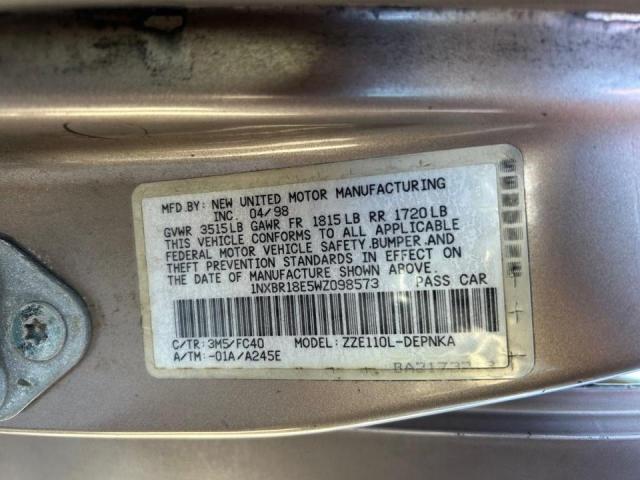 MFD.BY: NEW UNITED MOTOR MANUFACTURING
INC. 04/98
GVWR 3515LB GAWR FR 1815LB RR 1720LB
THIS VEHICLE CONFORMS TO ALL APPLICABLE
FEDERAL MOTOR VEHICLE SAFETY,BUMPER,AND
THEFT PREVENTION STANDARDS IN EFFECT ON
THE DATE OF MANUFACTURE SHOWN ABOVE.
1NXBR18E5WZ098573 PASS CAR
C/TR: 3M5/FC40 MODEL: ZZE110L-DEPNKA
A/TM: -01A/A245E